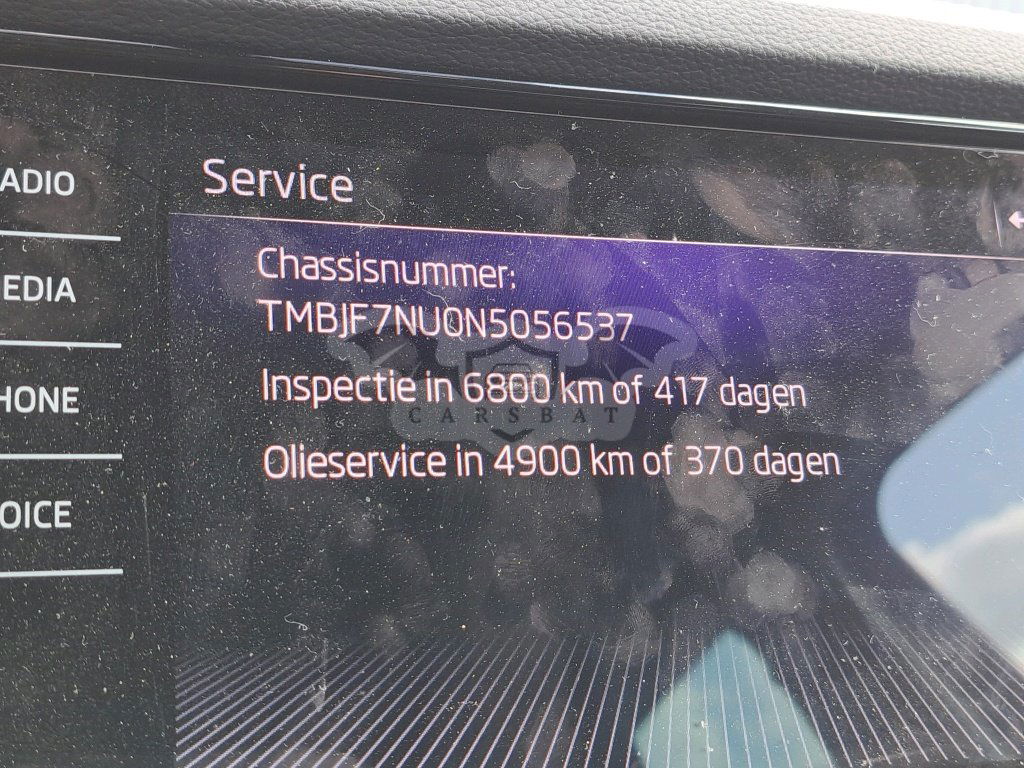 ADIO
EDIA
HONE
OICE
Service
Chassisnummer:
TMBJF7NU0N5056537
Inspectie in 6800 km of 417 dagen
Olieservice in 4900 km of 370 dagen
CARSBAT